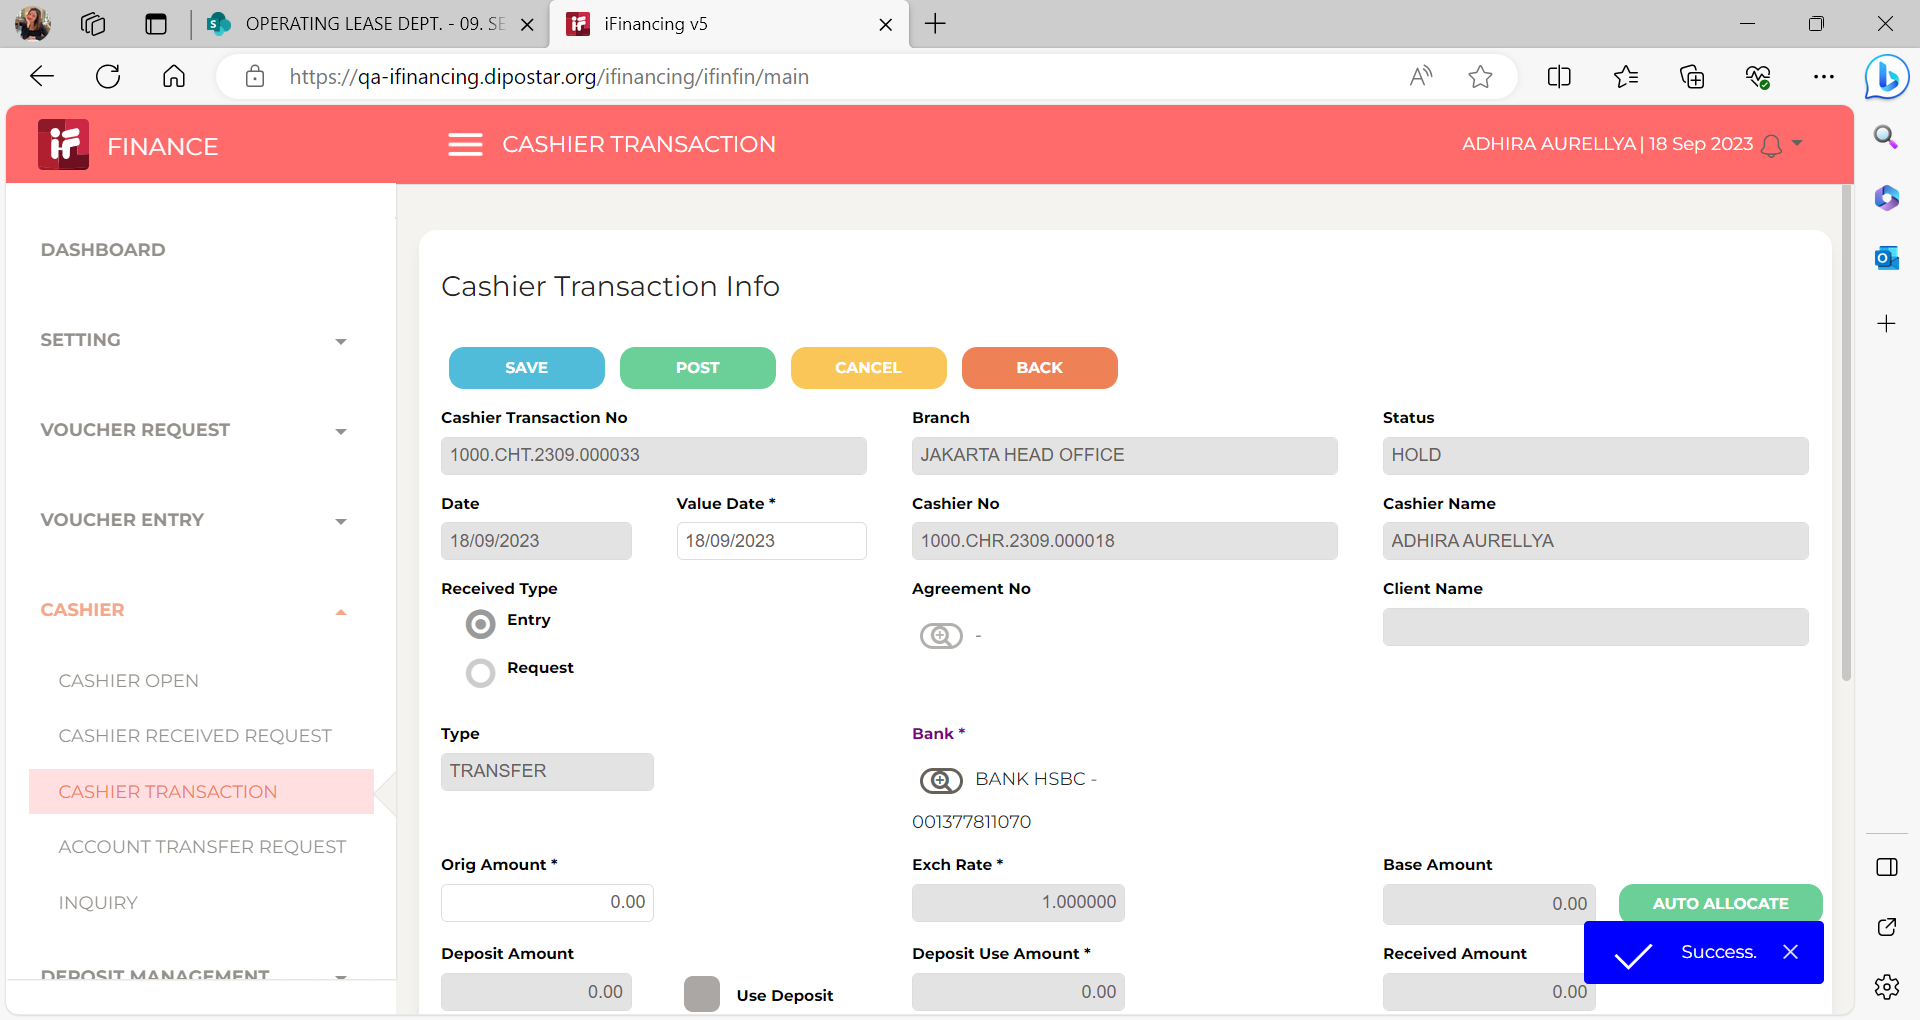 OPERATING LEASE DEPT. - 09. SE
iFinancing v5
https://qa-ifinancing.dipostar.org/ifinancing/ifinfin/main
iF FINANCE
CASHIER TRANSACTION
ADHIRA AURELLYA | 18 Sep 2023
DASHBOARD
SETTING
VOUCHER REQUEST
VOUCHER ENTRY
CASHIER
CASHIER OPEN
CASHIER RECEIVED REQUEST
CASHIER TRANSACTION
ACCOUNT TRANSFER REQUEST
INQUIRY
DEPOSIT MANAGEMENT
Cashier Transaction Info
SAVE POST CANCEL BACK
Cashier Transaction No Branch Status
1000.CHT.2309.000033 JAKARTA HEAD OFFICE HOLD
Date Value Date * Cashier No Cashier Name
18/09/2023 18/09/2023 1000.CHR.2309.000018 ADHIRA AURELLYA
Received Type Agreement No Client Name
Entry
-
Request
Type Bank *
TRANSFER BANK HSBC -
001377811070
Orig Amount * Exch Rate * Base Amount
0.00 1.000000 0.00 AUTO ALLOCATE
Deposit Amount Deposit Use Amount * Received Amount
Success.
0.00 Use Deposit 0.00 0.00